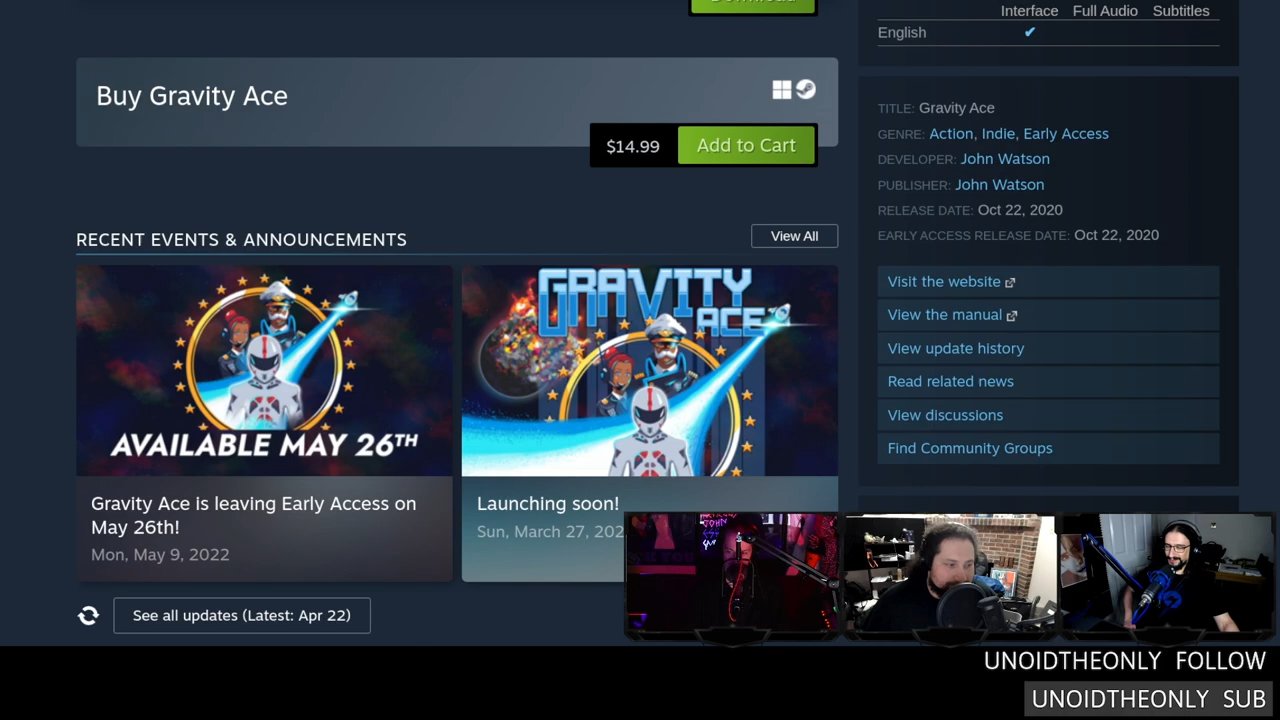 Interface Full Audio Subtitles
English ✔
Buy Gravity Ace
$14.99 Add to Cart
TITLE: Gravity Ace
GENRE: Action, Indie, Early Access
DEVELOPER: John Watson
PUBLISHER: John Watson
RELEASE DATE: Oct 22, 2020
EARLY ACCESS RELEASE DATE: Oct 22, 2020
RECENT EVENTS & ANNOUNCEMENTS
View All
AVAILABLE MAY 26TH
Gravity Ace is leaving Early Access on
May 26th!
Mon, May 9, 2022
GRAVITY
ACE
Launching soon!
Sun, March 27, 202
Visit the website
View the manual
View update history
Read related news
View discussions
Find Community Groups
See all updates (Latest: Apr 22)
UNOIDTHEONLY FOLLOW
UNOIDTHEONLY SUB